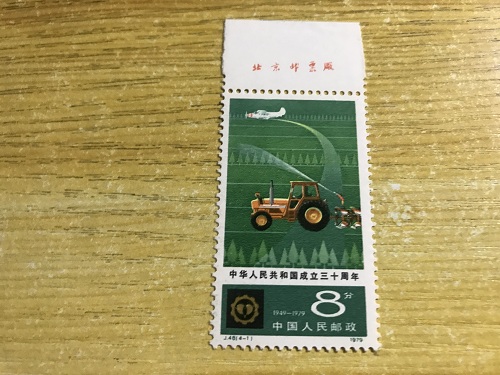 北京邮票厂
中华人民共和国成立三十周年
1949-1979
8分
中国人民邮政
J.48(4-1)
1979